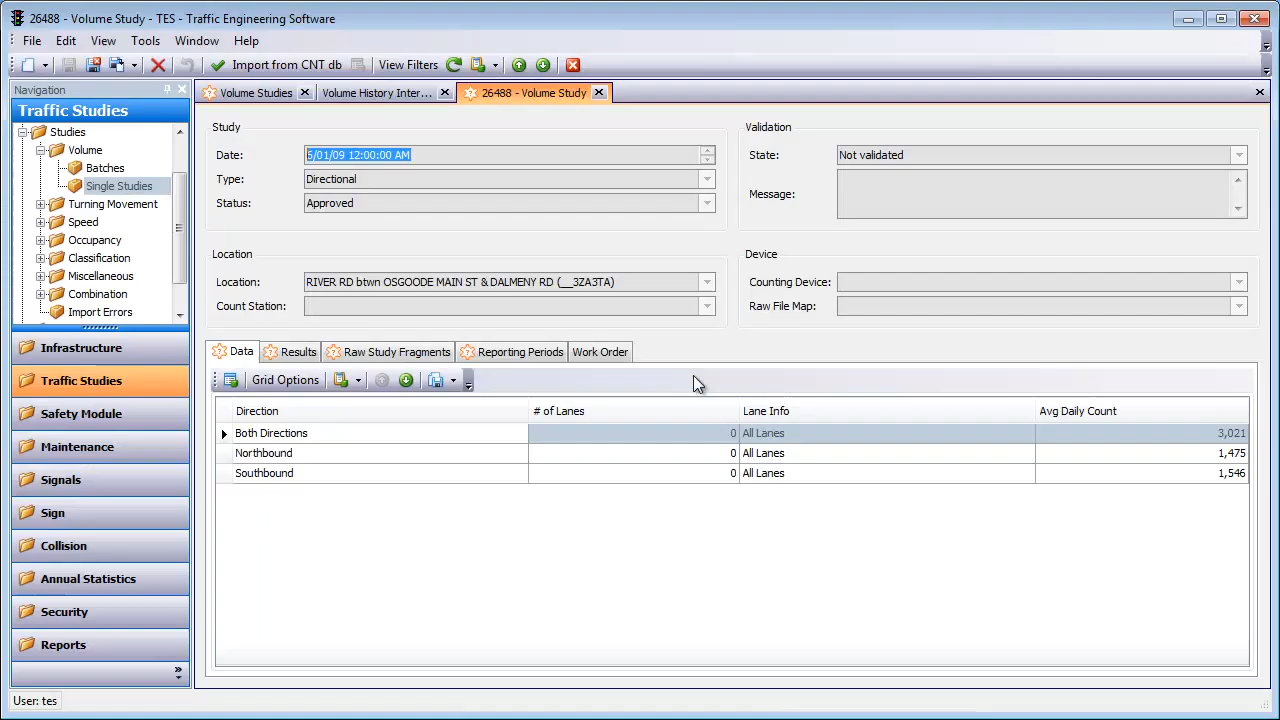 26488 - Volume Study - TES - Traffic Engineering Software
File Edit View Tools Window Help
Import from CNT db View Filters
Navigation
Traffic Studies
Studies
Volume
Batches
Single Studies
Turning Movement
Speed
Occupancy
Classification
Miscellaneous
Combination
Import Errors
Infrastructure
Traffic Studies
Safety Module
Maintenance
Signals
Sign
Collision
Annual Statistics
Security
Reports
Volume Studies Volume History Inter... 26488 - Volume Study
Study
Date: 5/01/09 12:00:00 AM
Type: Directional
Status: Approved
Validation
State: Not validated
Message:
Location
Location: RIVER RD btwn OSGOODE MAIN ST & DALMENY RD (__3ZA3TA)
Count Station:
Device
Counting Device:
Raw File Map:
Data Results Raw Study Fragments Reporting Periods Work Order
Grid Options
Direction # of Lanes Lane Info Avg Daily Count
Both Directions 0 All Lanes 3,021
Northbound 0 All Lanes 1,475
Southbound 0 All Lanes 1,546
User: tes